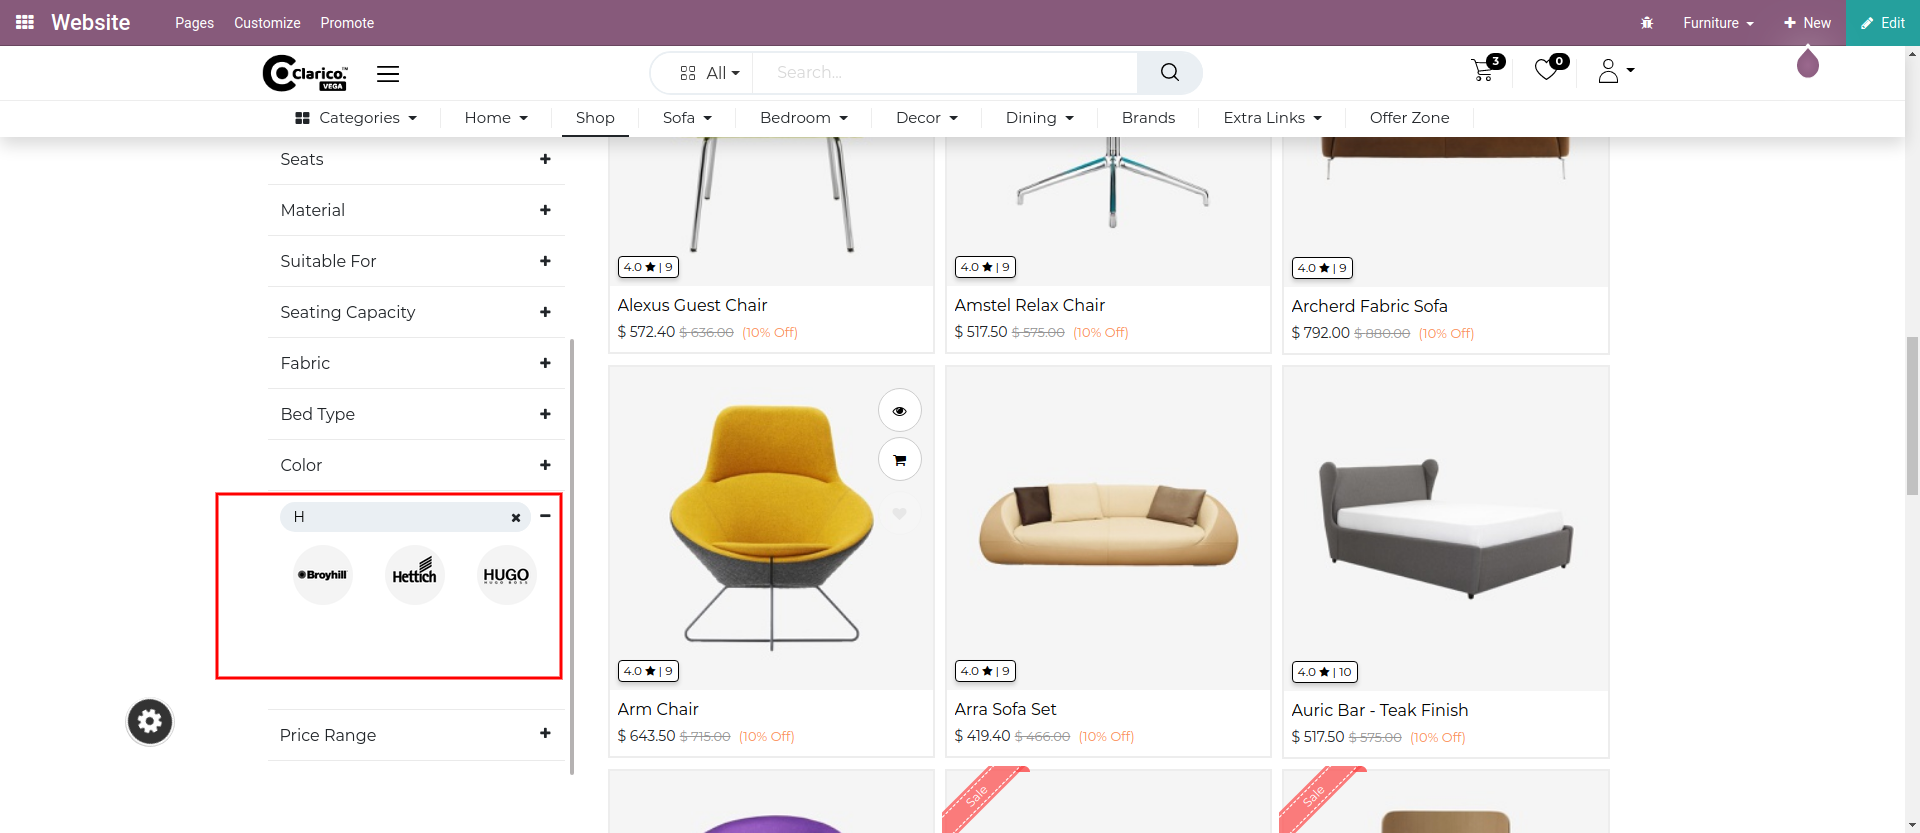 Website
Pages Customize Promote
Furniture
New
Edit
Clarico.™
VEGA
All
Search...
3
0
Categories Home Shop Sofa Bedroom Decor Dining Brands Extra Links Offer Zone
Seats
Material
Suitable For
Seating Capacity
Fabric
Bed Type
Color
H
Broyhill
Hettich
HUGO
HUGO BOSS
Price Range
4.0 ★ | 9
Alexus Guest Chair
$ 572.40 $ 636.00 (10% Off)
4.0 ★ | 9
Amstel Relax Chair
$ 517.50 $ 575.00 (10% Off)
4.0 ★ | 9
Archerd Fabric Sofa
$ 792.00 $ 880.00 (10% Off)
4.0 ★ | 9
Arm Chair
$ 643.50 $ 715.00 (10% Off)
4.0 ★ | 9
Arra Sofa Set
$ 419.40 $ 466.00 (10% Off)
4.0 ★ | 10
Auric Bar - Teak Finish
$ 517.50 $ 575.00 (10% Off)
Sale
Sale